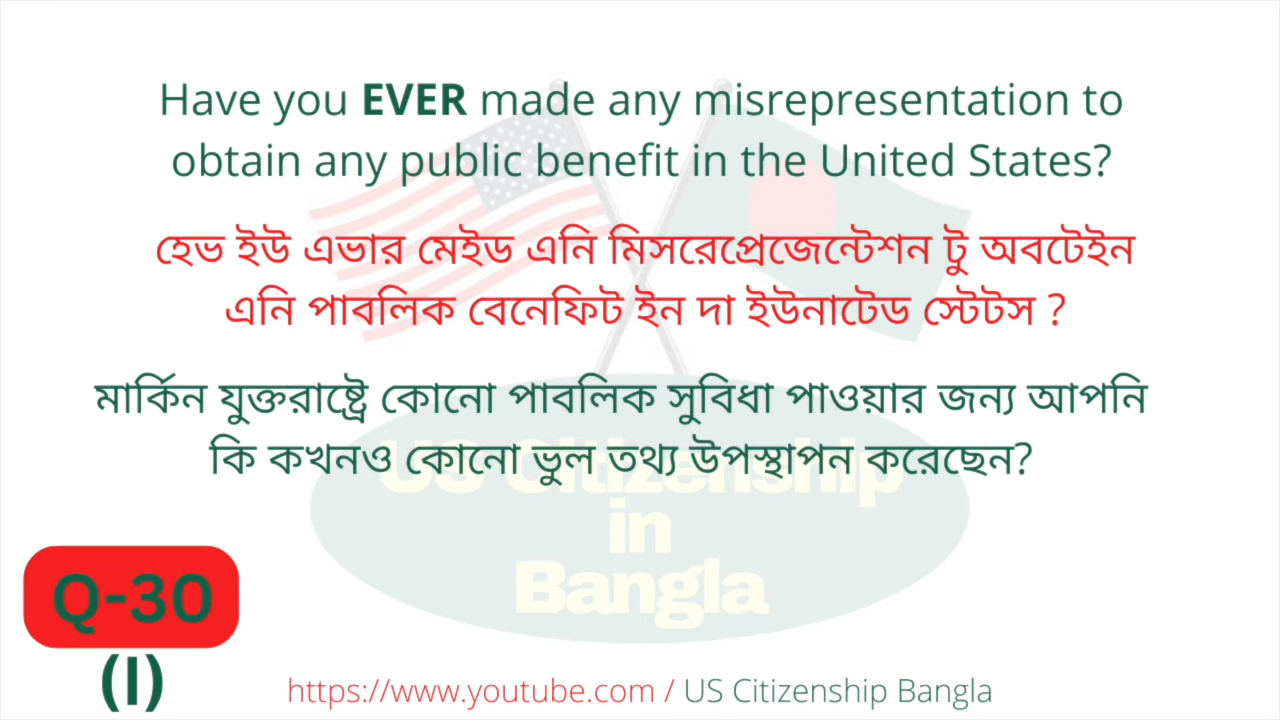 Have you EVER made any misrepresentation to
obtain any public benefit in the United States?
হেভ ইউ এভার মেইড এনি মিসরেপ্রেজেন্টেশন টু অবটেইন
এনি পাবলিক বেনেফিট ইন দা ইউনাটেড স্টেটস ?
মার্কিন যুক্তরাষ্ট্রে কোনো পাবলিক সুবিধা পাওয়ার জন্য আপনি
কি কখনও কোনো ভুল তথ্য উপস্থাপন করেছেন?
US Citizenship
in
Bangla
Q-30
(I)
https://www.youtube.com / US Citizenship Bangla